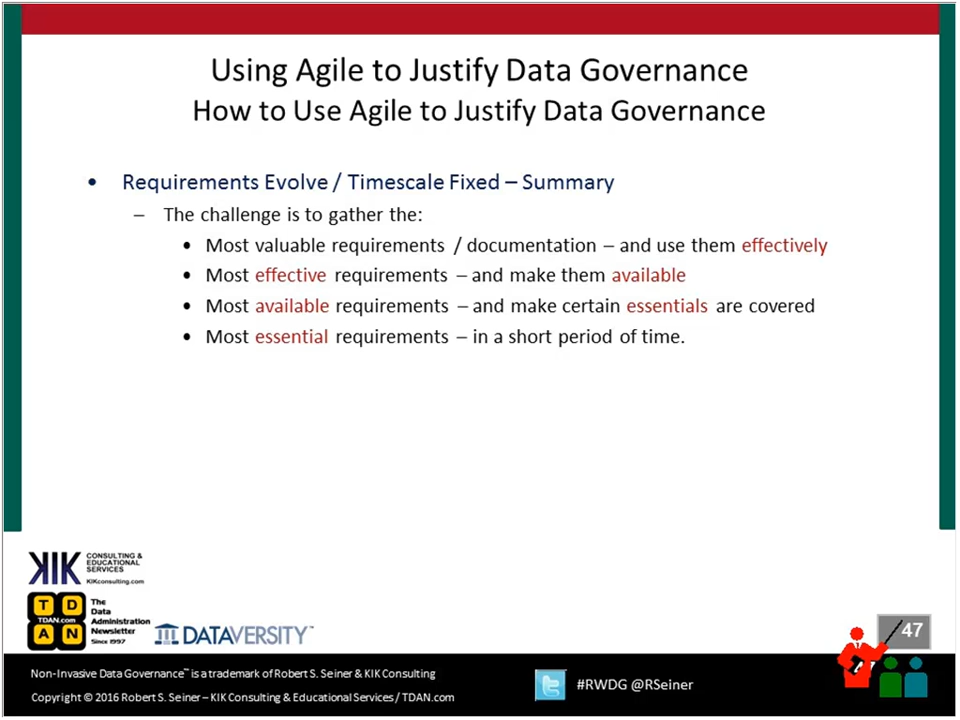 Using Agile to Justify Data Governance
How to Use Agile to Justify Data Governance
• Requirements Evolve / Timescale Fixed – Summary
– The challenge is to gather the:
• Most valuable requirements / documentation – and use them effectively
• Most effective requirements – and make them available
• Most available requirements – and make certain essentials are covered
• Most essential requirements – in a short period of time.
KIK
CONSULTING &
EDUCATIONAL
SERVICES
KIKconsulting.com
T D
TDAN.com
A N
The
Data
Administration
Newsletter
Since 1997
DATAVERSITY™
47
Non-Invasive Data Governance™ is a trademark of Robert S. Seiner & KIK Consulting
Copyright © 2016 Robert S. Seiner – KIK Consulting & Educational Services / TDAN.com
#RWDG @RSeiner